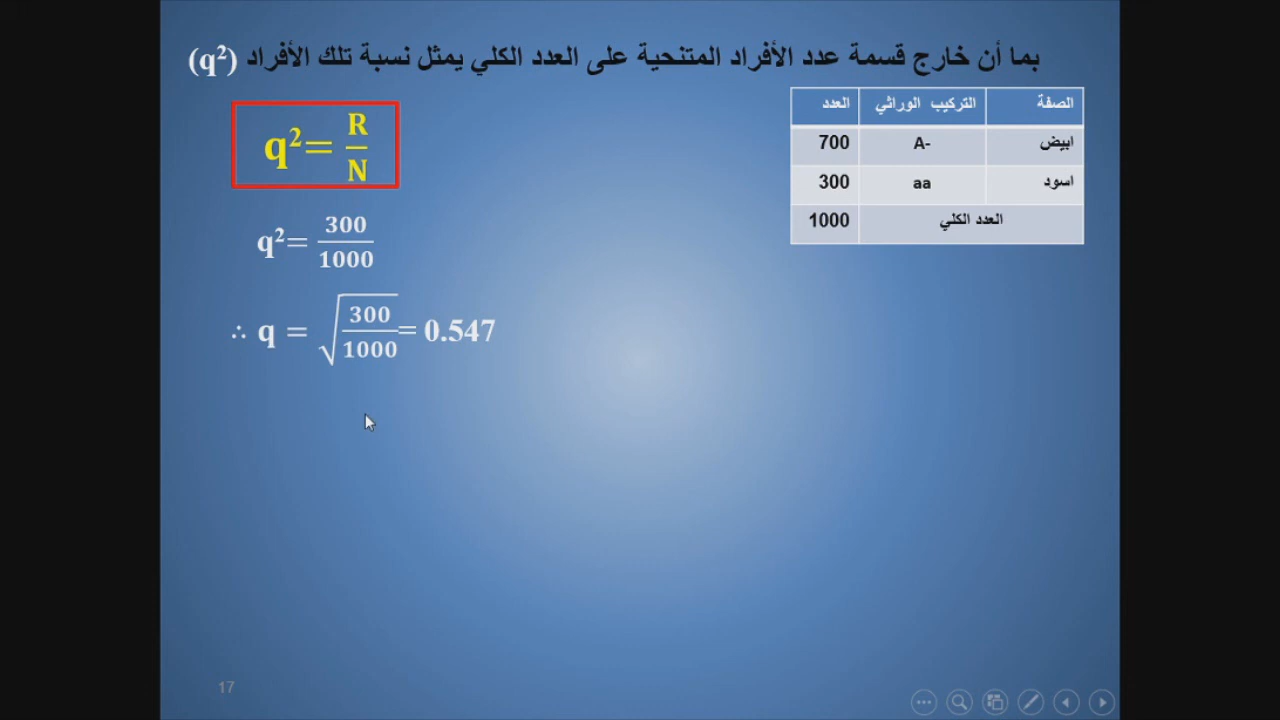 بما أن خارج قسمة عدد الأفراد المتنحية على العدد الكلي يمثل نسبة تلك الأفراد (q²)
الصفة التركيب الوراثي العدد
ابيض A- 700
اسود aa 300
العدد الكلي 1000
q²= R/N
q²= 300/1000
∴ q = √300/1000 = 0.547
17